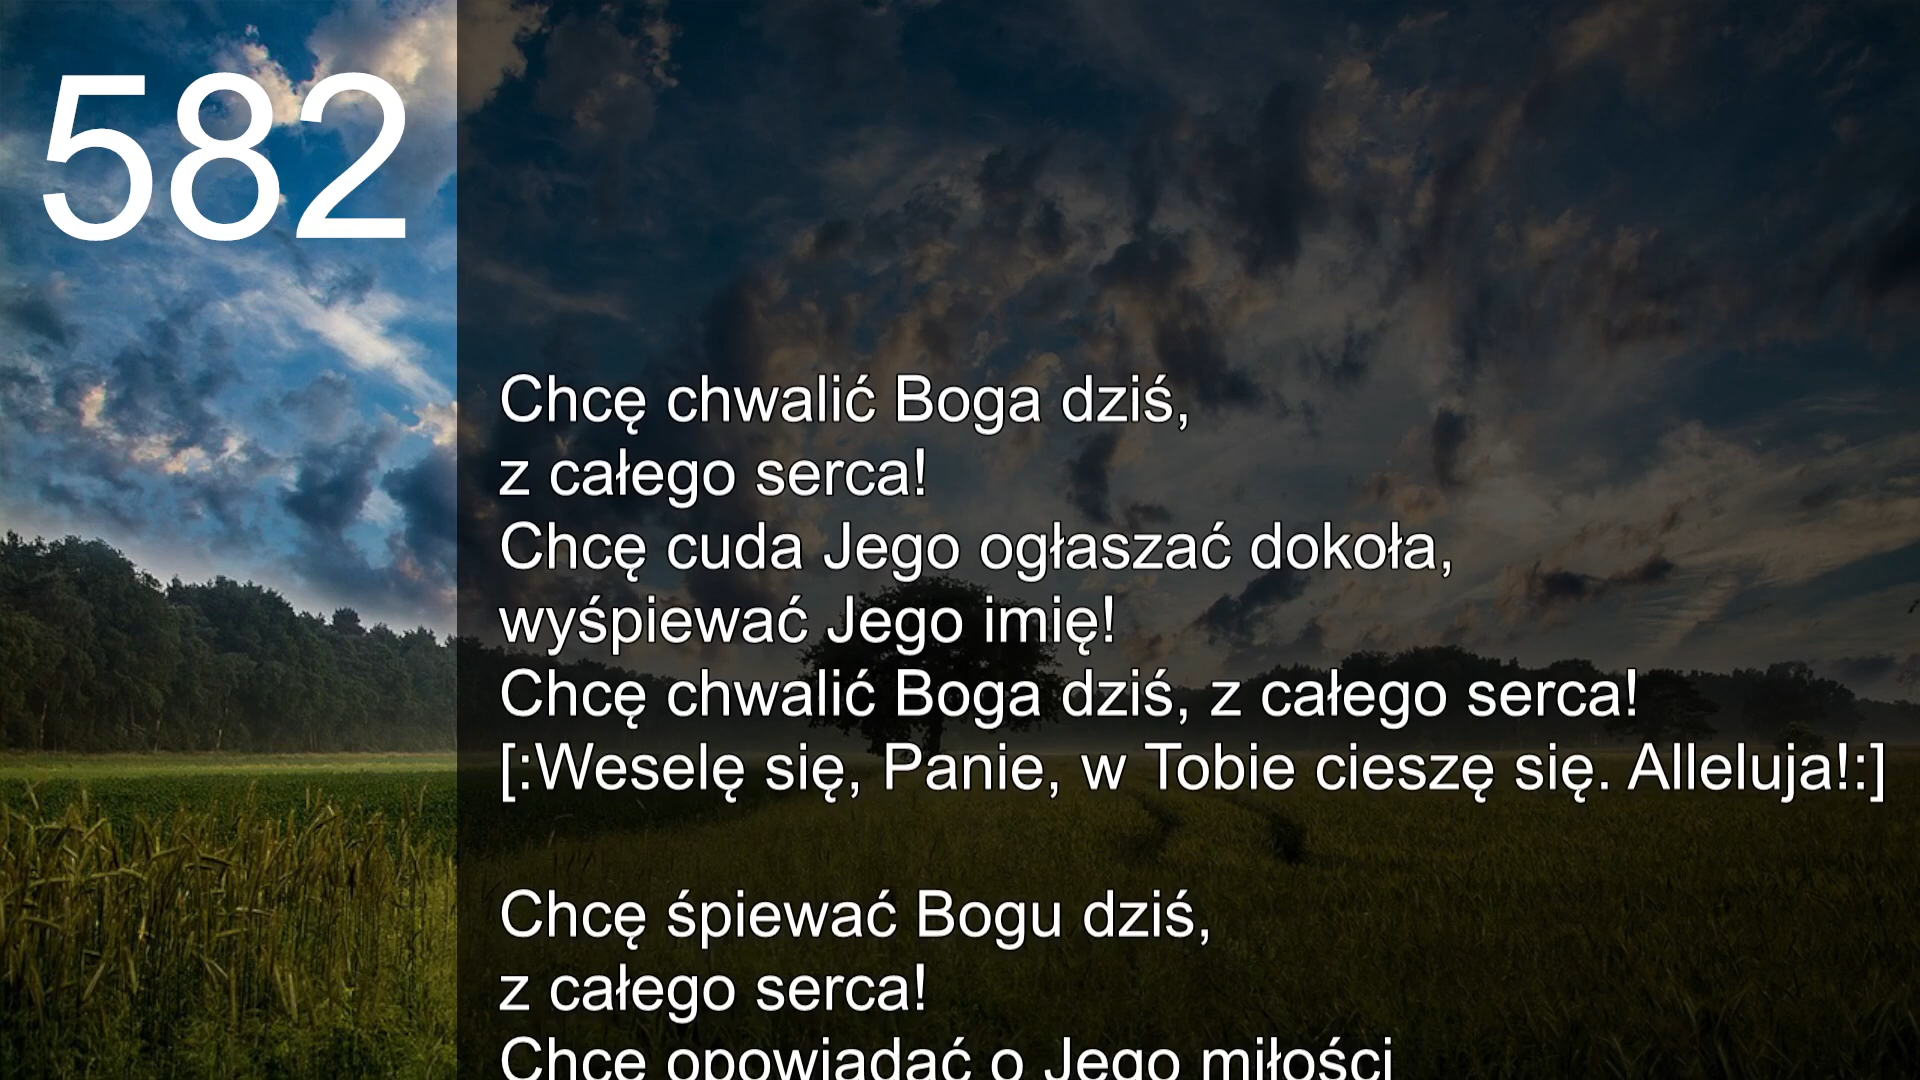 582
Chcę chwalić Boga dziś,
z całego serca!
Chcę cuda Jego ogłaszać dokoła,
wyśpiewać Jego imię!
Chcę chwalić Boga dziś, z całego serca!
[:Weselę się, Panie, w Tobie cieszę się. Alleluja!:]
Chcę śpiewać Bogu dziś,
z całego serca!
Chcę opowiadać o Jego miłości